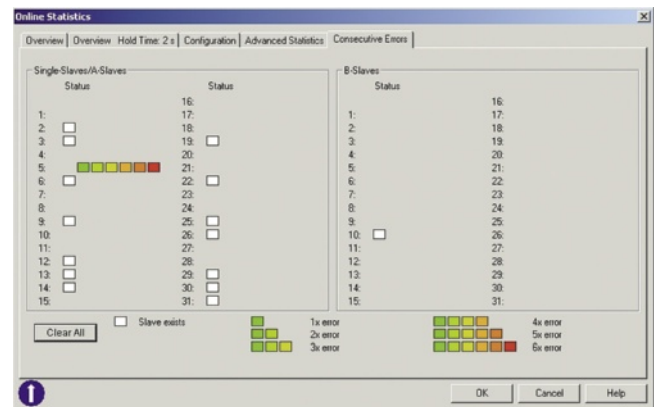 Online Statistics
Overview Overview Hold Time: 2 s Configuration Advanced Statistics Consecutive Errors
Single-Slaves/A-Slaves B-Slaves
Status Status Status
16: 16:
1: 17: 1: 17:
2: 18: 2: 18:
3: 19: 3: 19:
4: 20: 4: 20:
5: 21: 5: 21:
6: 22: 6: 22:
7: 23: 7: 23:
8: 24: 8: 24:
9: 25: 9: 25:
10: 26: 10: 26:
11: 27: 11: 27:
12: 28: 12: 28:
13: 29: 13: 29:
14: 30: 14: 30:
15: 31: 15: 31:
Clear All Slave exists 1x error 4x error
2x error 5x error
3x error 6x error
OK Cancel Help